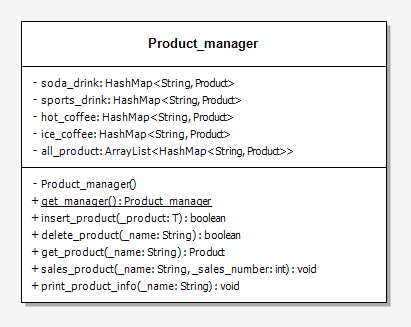 Product_manager
- soda_drink: HashMap<String,Product>
- sports_drink: HashMap<String,Product>
- hot_coffee: HashMap<String,Product>
- ice_coffee: HashMap<String,Product>
- all_product: ArrayList<HashMap<String,Product>>
- Product_manager()
+ get_manager() : Product_manager
+ insert_product(_product: T) : boolean
+ delete_product(_name: String) : boolean
+ get_product(_name: String) : Product
+ sales_product(_name: String, _sales_number: int) : void
+ print_product_info(_name: String) : void